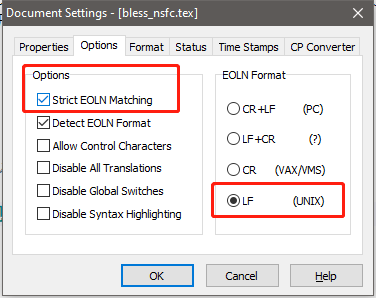 Document Settings - [bless_nsfc.tex]
Properties Options Format Status Time Stamps CP Converter
Options
Strict EOLN Matching
Detect EOLN Format
Allow Control Characters
Disable All Translations
Disable Global Switches
Disable Syntax Highlighting
EOLN Format
CR+LF (PC)
LF+CR (?)
CR (VAX/VMS)
LF (UNIX)
OK Cancel Help